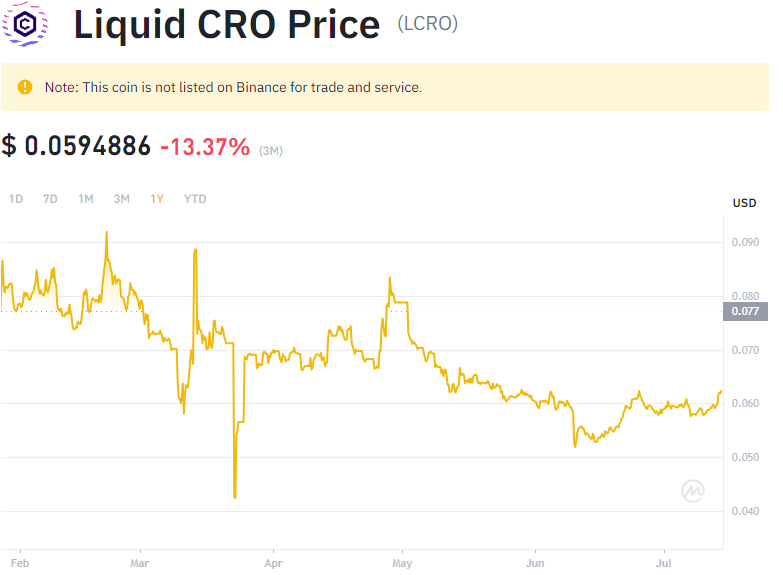 Liquid CRO Price (LCRO)
Note: This coin is not listed on Binance for trade and service.
$ 0.0594886 -13.37% (3M)
1D 7D 1M 3M 1Y YTD
USD
0.090
0.080
0.077
0.070
0.060
0.050
0.040
Feb Mar Apr May Jun Jul